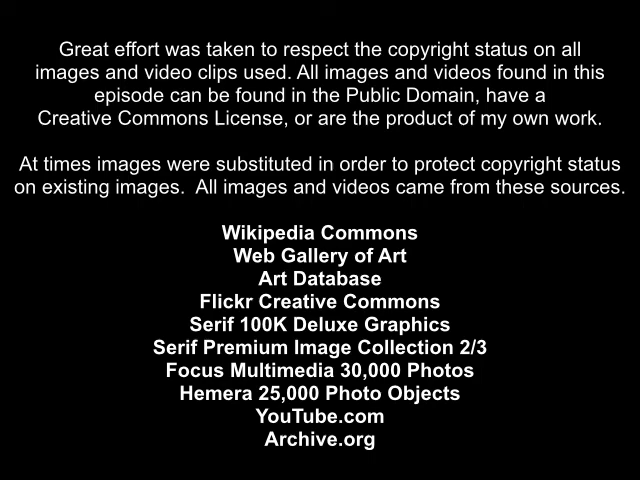 Great effort was taken to respect the copyright status on all
images and video clips used. All images and videos found in this
episode can be found in the Public Domain, have a
Creative Commons License, or are the product of my own work.
At times images were substituted in order to protect copyright status
on existing images.  All images and videos came from these sources.
Wikipedia Commons
Web Gallery of Art
Art Database
Flickr Creative Commons
Serif 100K Deluxe Graphics
Serif Premium Image Collection 2/3
Focus Multimedia 30,000 Photos
Hemera 25,000 Photo Objects
YouTube.com
Archive.org